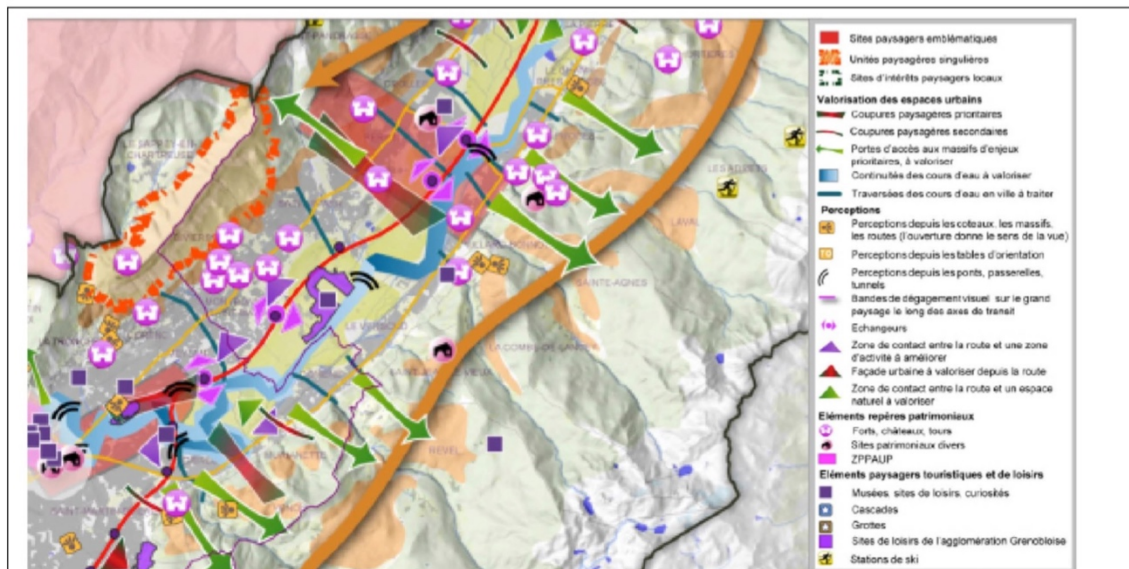 LE SAPPEY-EN-
CHARTREUSE
LES ADRETS
LAVAL
SAINTE-AGNES
LE VERSOUD
LA COMBE-DE-LANCEY
REVEL
MURIANETTE
Sites paysagers emblématiques
Unités paysagères singulières
Sites d'intérêts paysagers locaux
Valorisation des espaces urbains
Coupures paysagères prioritaires
Coupures paysagères secondaires
Portes d'accès aux massifs d'enjeux
prioritaires, à valoriser
Continuités des cours d'eau à valoriser
Traversées des cours d'eau en ville à traiter
Perceptions
Perceptions depuis les coteaux, les massifs,
les routes (l'ouverture donne le sens de la vue)
Perceptions depuis les tables d'orientation
Perceptions depuis les ponts, passerelles,
tunnels
Bandes de dégagement visuel sur le grand
paysage le long des axes de transit
Echangeurs
Zone de contact entre la route et une zone
d'activité à améliorer
Façade urbaine à valoriser depuis la route
Zone de contact entre la route et un espace
naturel à valoriser
Eléments repères patrimoniaux
Forts, châteaux, tours
Sites patrimoniaux divers
ZPPAUP
Eléments paysagers touristiques et de loisirs
Musées, sites de loisirs, curiosités
Cascades
Grottes
Sites de loisirs de l'agglomération Grenobloise
Stations de ski